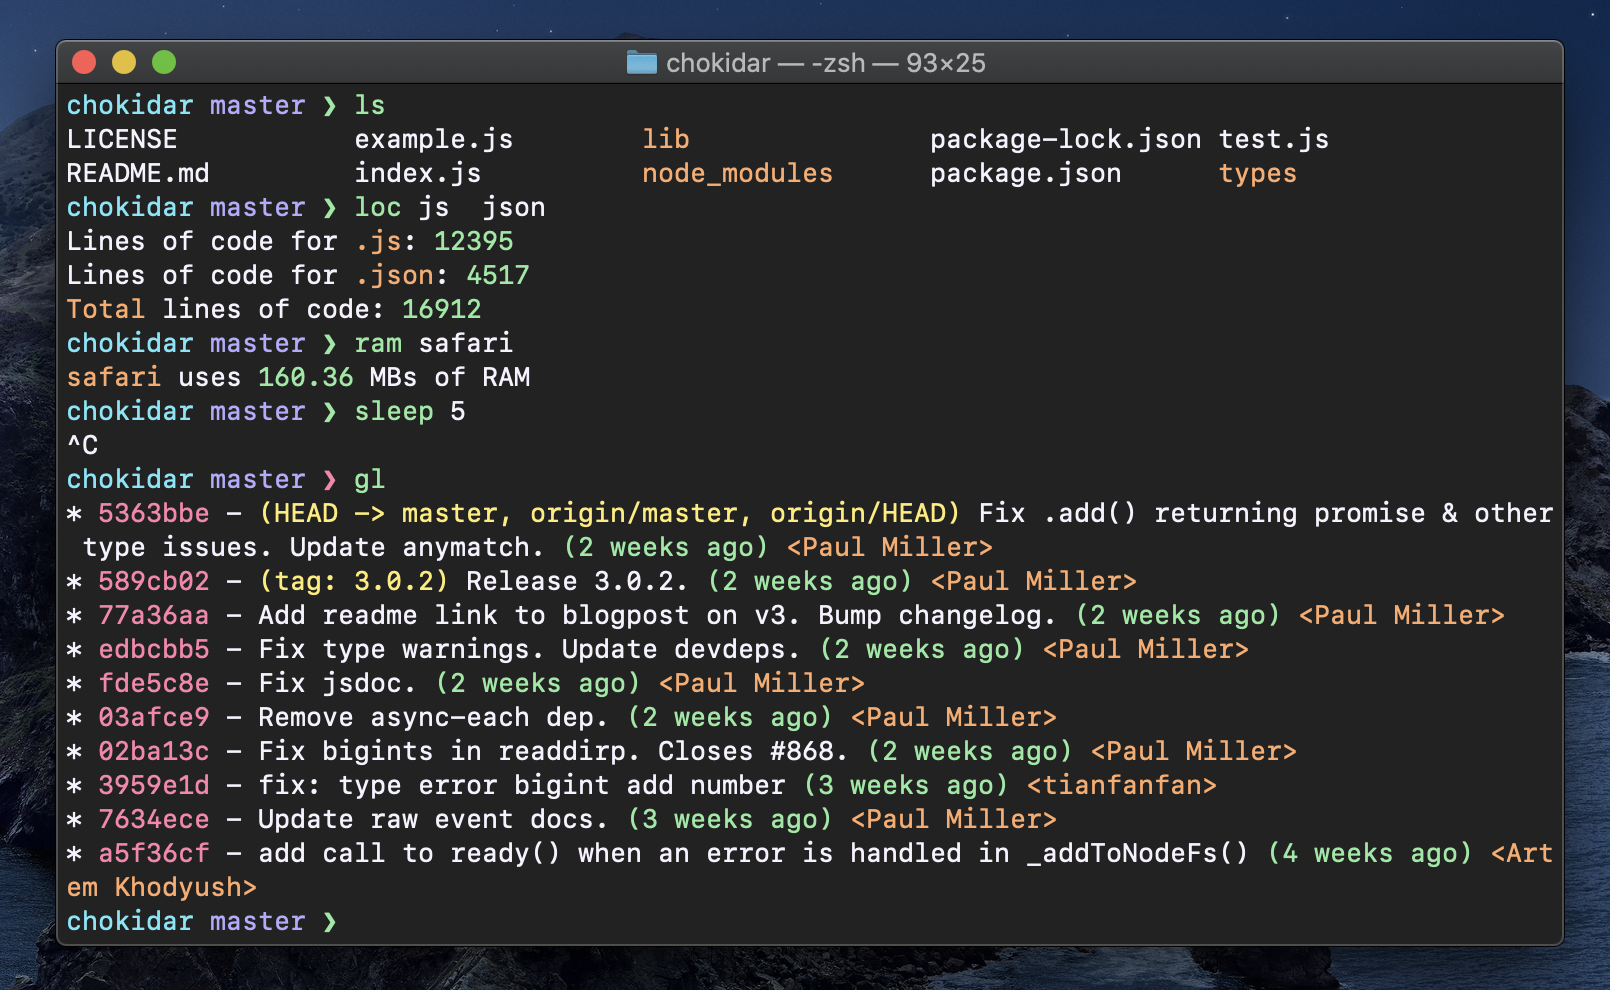 chokidar — -zsh — 93×25
chokidar master ❯ ls
LICENSE example.js lib package-lock.json test.js
README.md index.js node_modules package.json types
chokidar master ❯ loc js  json
Lines of code for .js: 12395
Lines of code for .json: 4517
Total lines of code: 16912
chokidar master ❯ ram safari
safari uses 160.36 MBs of RAM
chokidar master ❯ sleep 5
^C
chokidar master ❯ gl
* 5363bbe - (HEAD -> master, origin/master, origin/HEAD) Fix .add() returning promise & other
type issues. Update anymatch. (2 weeks ago) <Paul Miller>
* 589cb02 - (tag: 3.0.2) Release 3.0.2. (2 weeks ago) <Paul Miller>
* 77a36aa - Add readme link to blogpost on v3. Bump changelog. (2 weeks ago) <Paul Miller>
* edbcbb5 - Fix type warnings. Update devdeps. (2 weeks ago) <Paul Miller>
* fde5c8e - Fix jsdoc. (2 weeks ago) <Paul Miller>
* 03afce9 - Remove async-each dep. (2 weeks ago) <Paul Miller>
* 02ba13c - Fix bigints in readdirp. Closes #868. (2 weeks ago) <Paul Miller>
* 3959e1d - fix: type error bigint add number (3 weeks ago) <tianfanfan>
* 7634ece - Update raw event docs. (3 weeks ago) <Paul Miller>
* a5f36cf - add call to ready() when an error is handled in _addToNodeFs() (4 weeks ago) <Art
em Khodyush>
chokidar master ❯